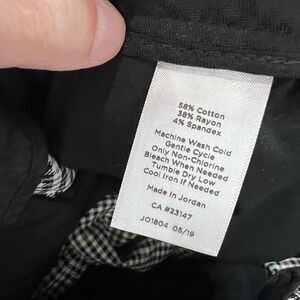 58% Cotton
38% Rayon
4% Spandex
Machine Wash Cold
Gentle Cycle
Only Non-Chlorine
Bleach When Needed
Tumble Dry Low
Cool Iron If Needed
Made in Jordan
CA #23147
JO1804 05/19